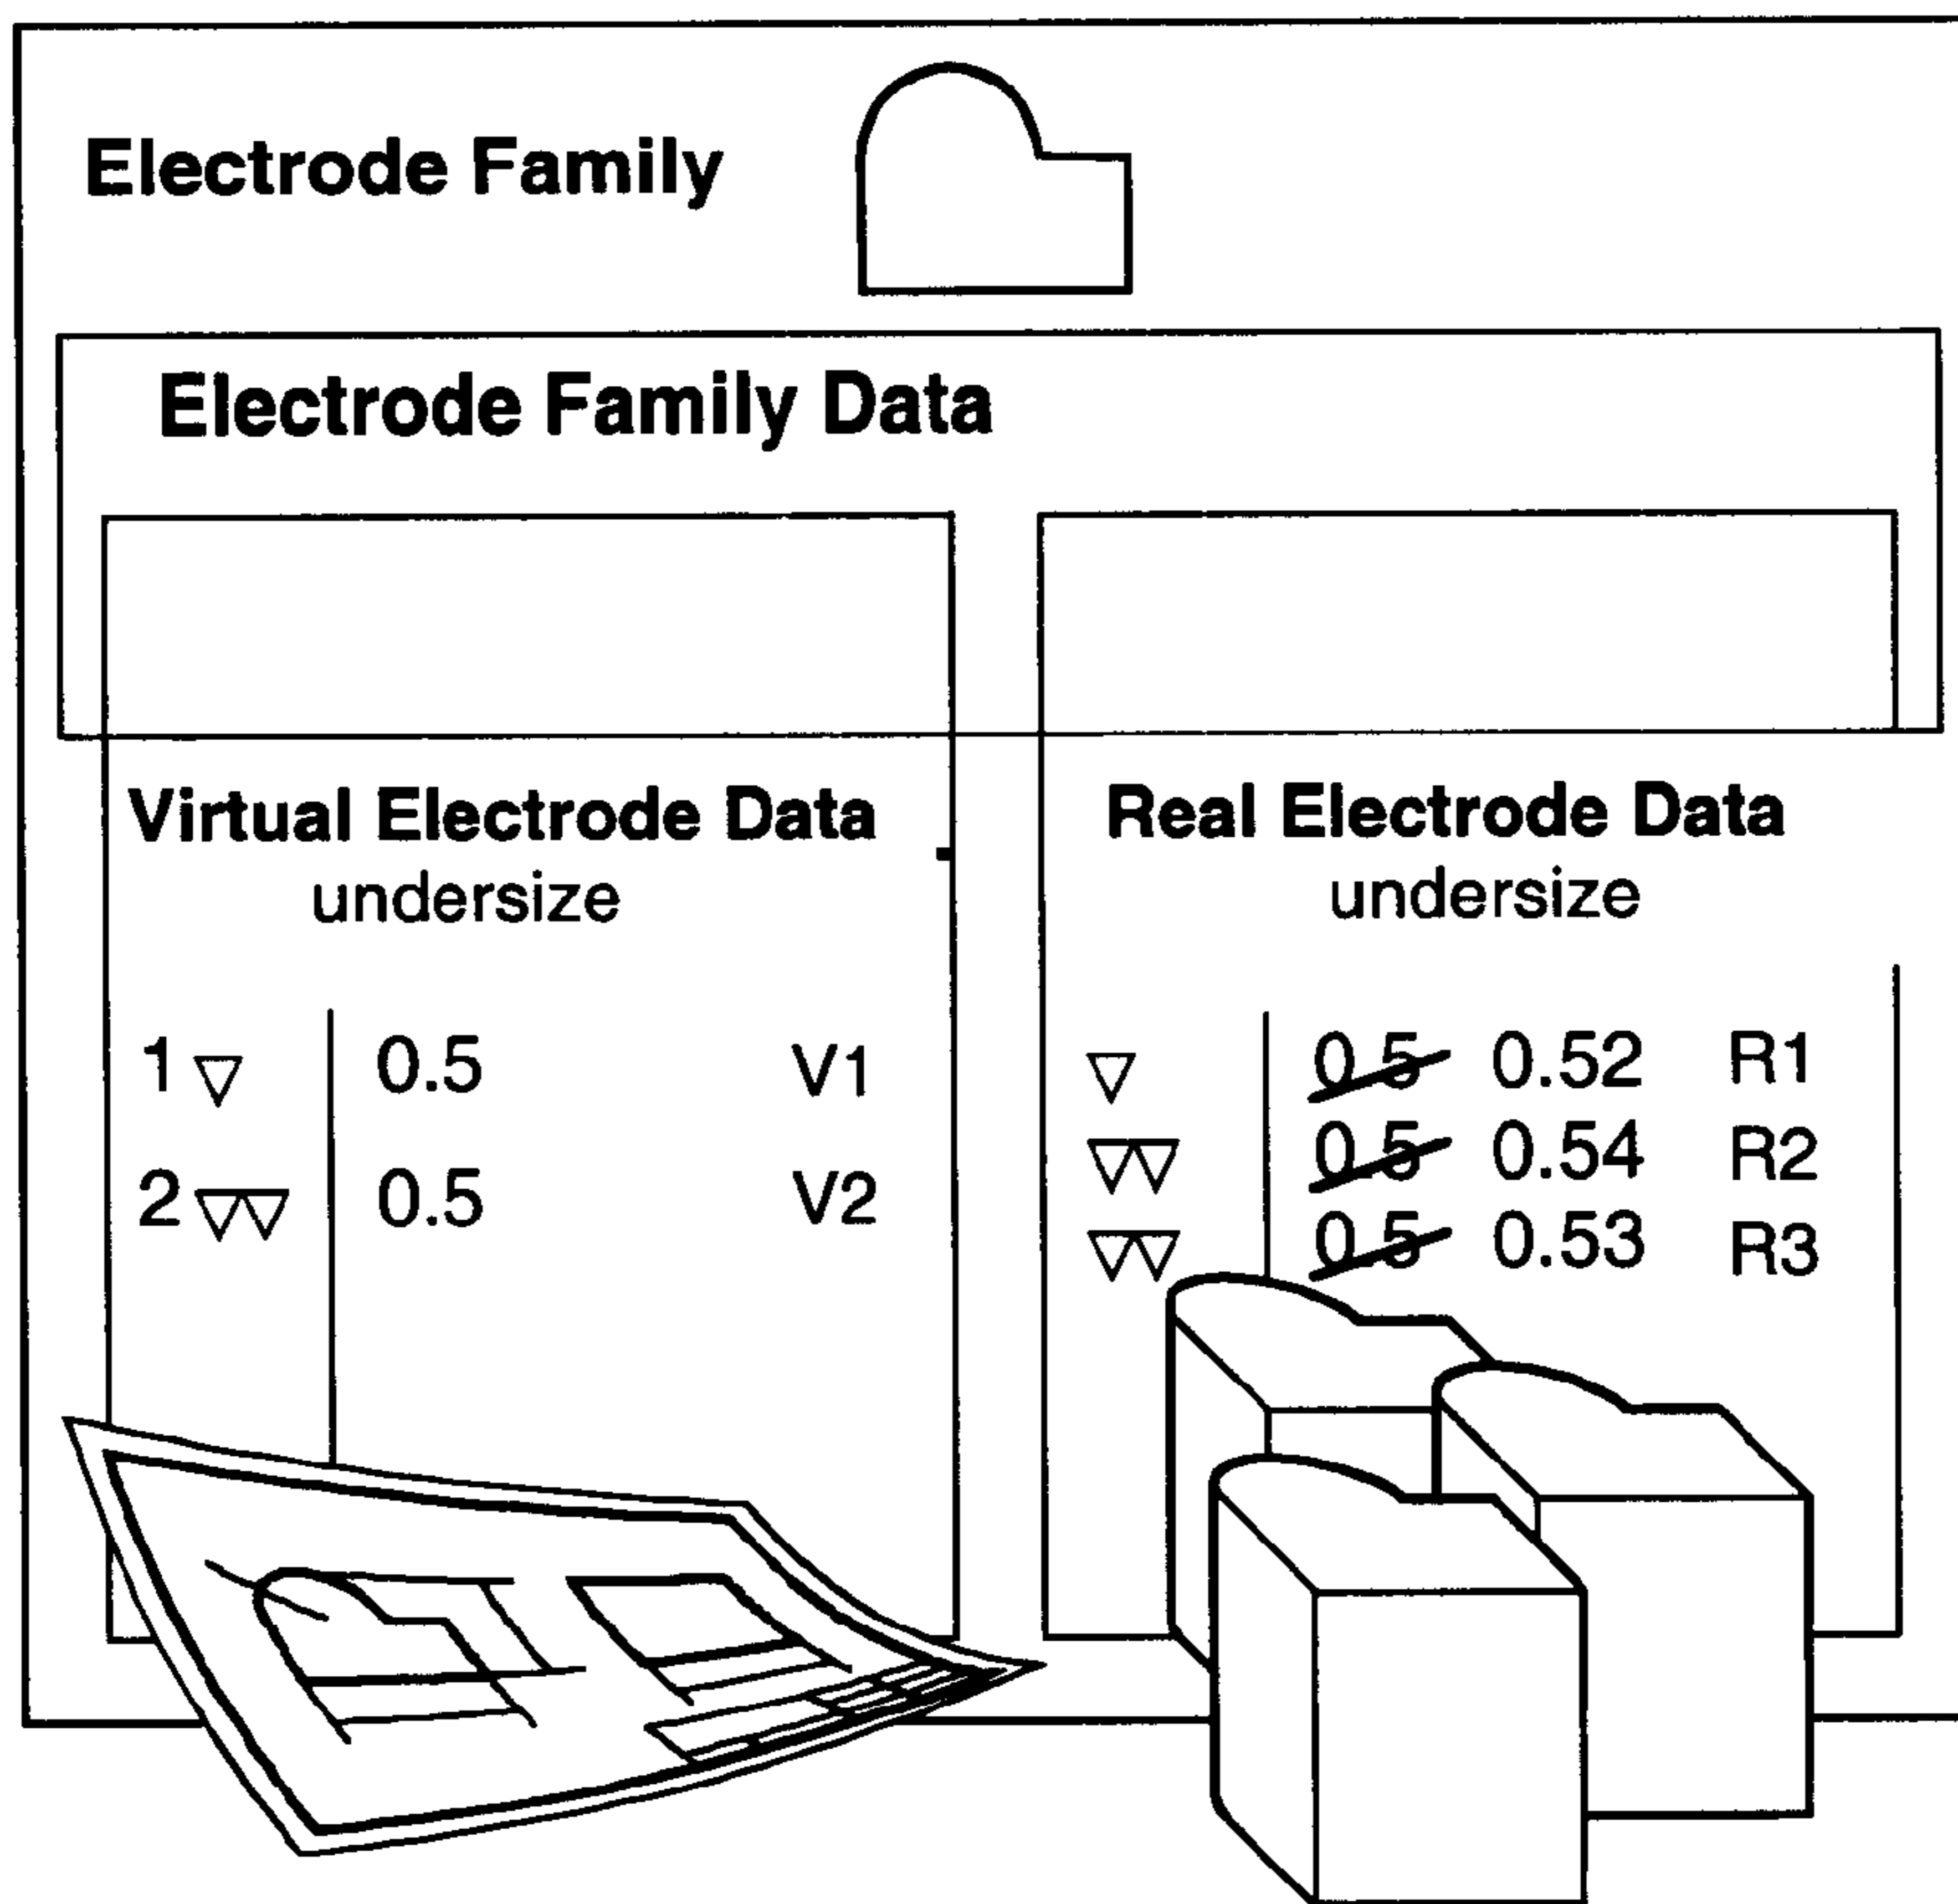 Electrode Family
Electrode Family Data
Virtual Electrode Data
undersize
1 ▽ 0.5 V1
2 ▽▽ 0.5 V2
Real Electrode Data
undersize
▽ 0.5 0.52 R1
▽▽ 0.5 0.54 R2
▽▽ 0.5 0.53 R3